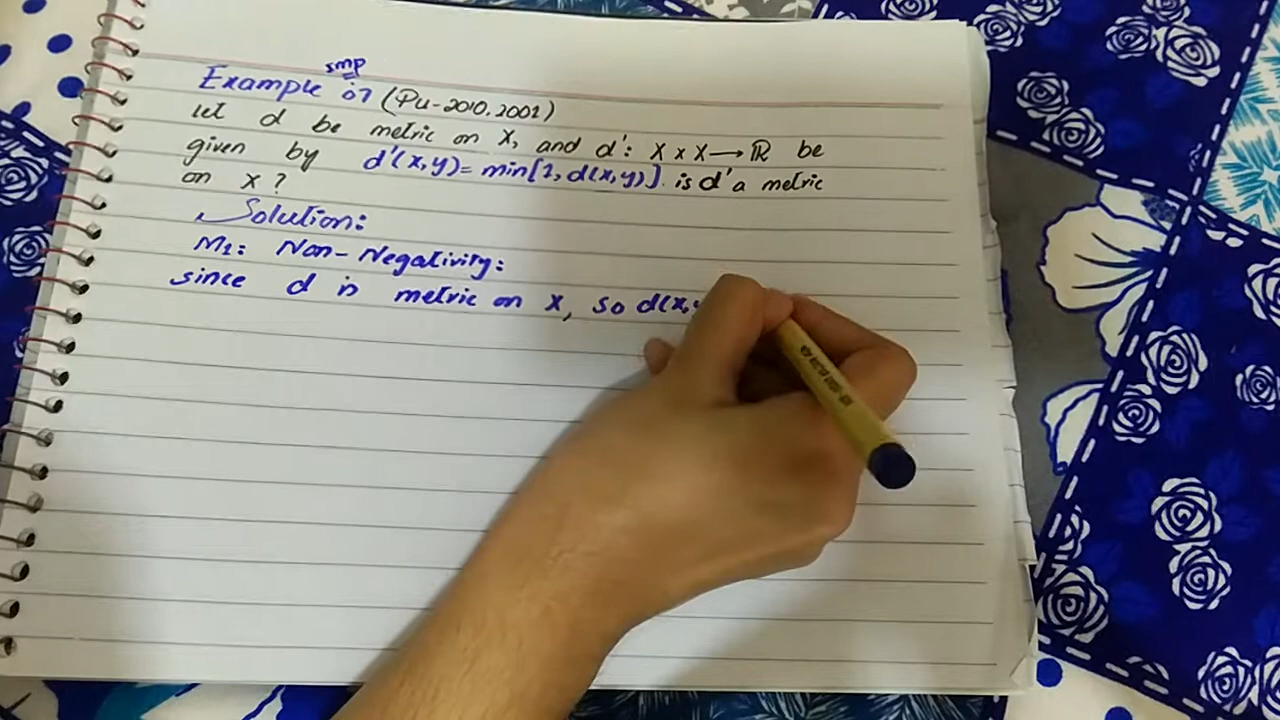 smp
Example 07 (PU-2010,2001)
let d be metric on X, and d': X x X → ℝ be
given by d'(x,y)= min[1, d(x,y)]. is d' a metric
on X?
Solution:
M1: Non-Negativity:
since d is metric on X, so d(x,